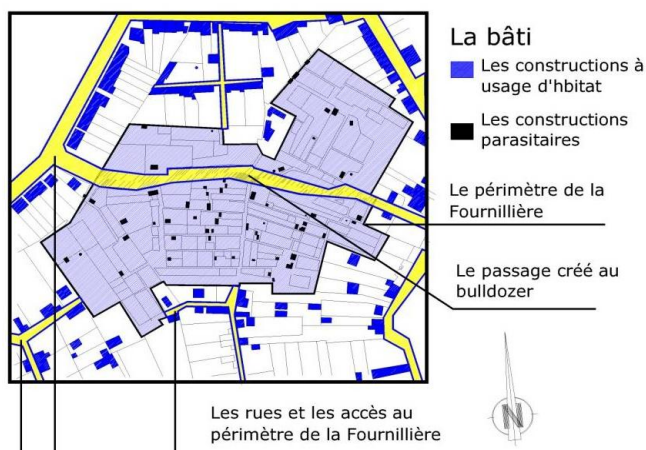 La bâti
Les constructions à
usage d'hbitat
Les constructions
parasitaires
Le périmètre de la
Fournillière
Le passage créé au
bulldozer
Les rues et les accès au
périmètre de la Fournillière
N